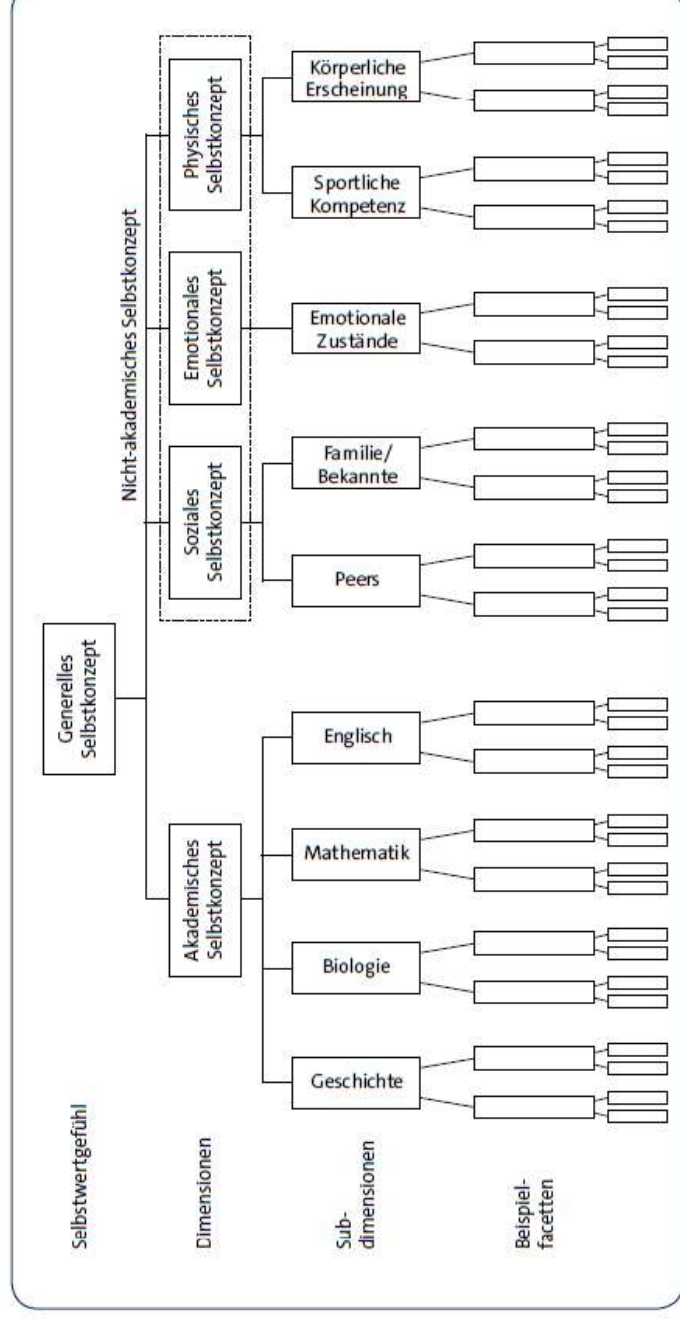 Selbstwertgefühl
Generelles
Selbstkonzept
Nicht-akademisches Selbstkonzept
Dimensionen
Akademisches
Selbstkonzept
Soziales
Selbstkonzept
Emotionales
Selbstkonzept
Physisches
Selbstkonzept
Sub-
dimensionen
Geschichte
Biologie
Mathematik
Englisch
Peers
Familie/
Bekannte
Emotionale
Zustände
Sportliche
Kompetenz
Körperliche
Erscheinung
Beispiel-
facetten